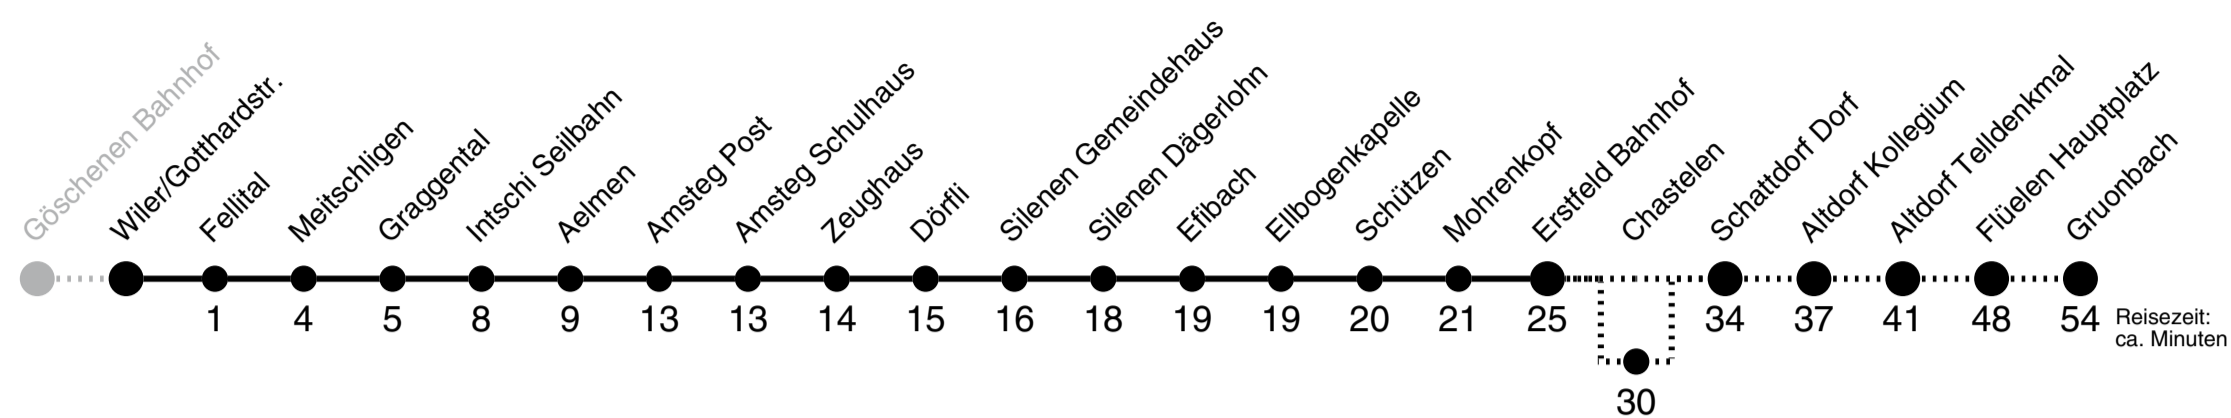 Göschenen Bahnhof
Wiler/Gotthardstr.
Fellital
Meitschligen
Graggental
Intschi Seilbahn
Aelmen
Amsteg Post
Amsteg Schulhaus
Zeughaus
Dörfli
Silenen Gemeindehaus
Silenen Dägerlohn
Efibach
Ellbogenkapelle
Schützen
Mohrenkopf
Erstfeld Bahnhof
Chastelen
Schattdorf Dorf
Altdorf Kollegium
Altdorf Telldenkmal
Flüelen Hauptplatz
Gruonbach
1 4 5 8 9 13 13 14 15 16 18 19 19 20 21 25 34 37 41 48 54
Reisezeit:
ca. Minuten
30